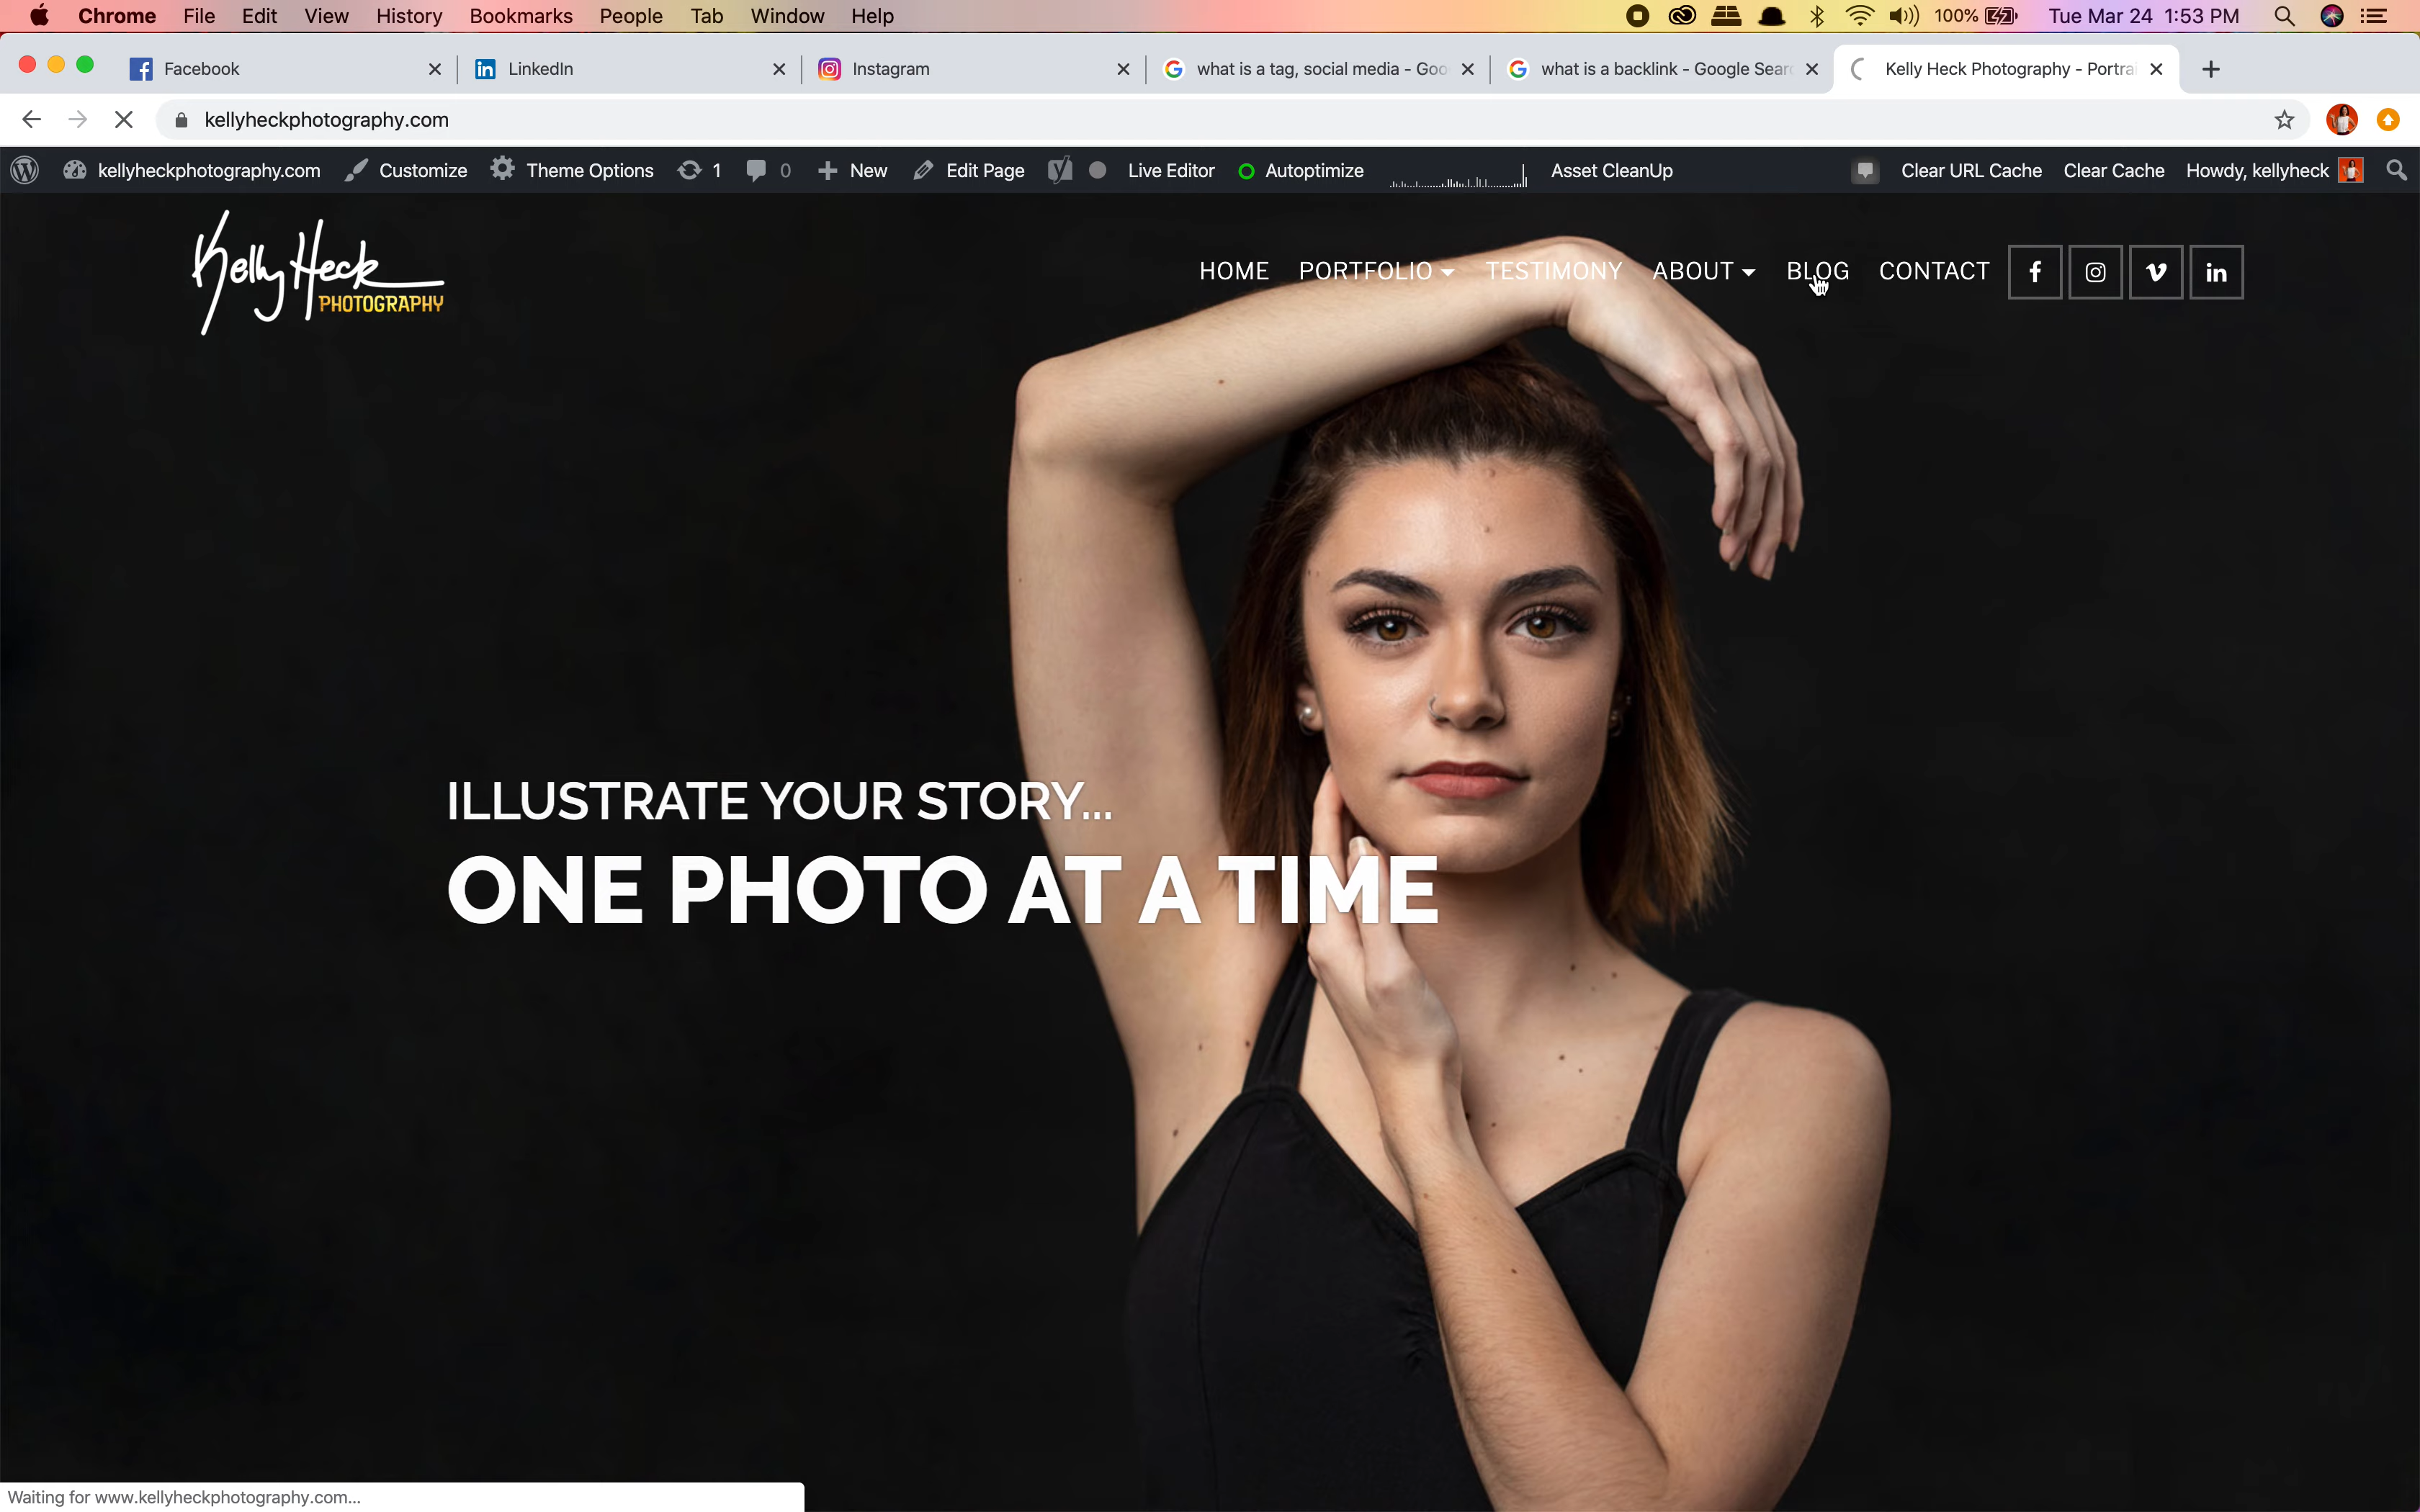 Chrome File Edit View History Bookmarks People Tab Window Help 100% Tue Mar 24 1:53 PM
Facebook LinkedIn Instagram what is a tag, social media - Goo what is a backlink - Google Sear Kelly Heck Photography - Portra
kellyheckphotography.com
kellyheckphotography.com Customize Theme Options 1 0 New Edit Page Live Editor Autoptimize Asset CleanUp Clear URL Cache Clear Cache Howdy, kellyheck
Kelly Heck
PHOTOGRAPHY
HOME PORTFOLIO TESTIMONY ABOUT BLOG CONTACT
ILLUSTRATE YOUR STORY...
ONE PHOTO AT A TIME
Waiting for www.kellyheckphotography.com...